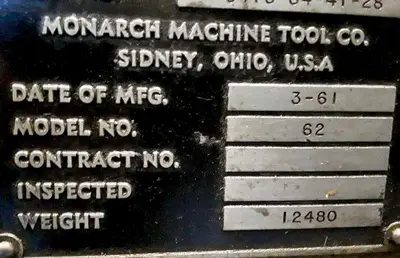 MONARCH MACHINE TOOL CO.
SIDNEY, OHIO, U.S.A
DATE OF MFG. 3-61
MODEL NO. 62
CONTRACT NO.
INSPECTED
WEIGHT 12480